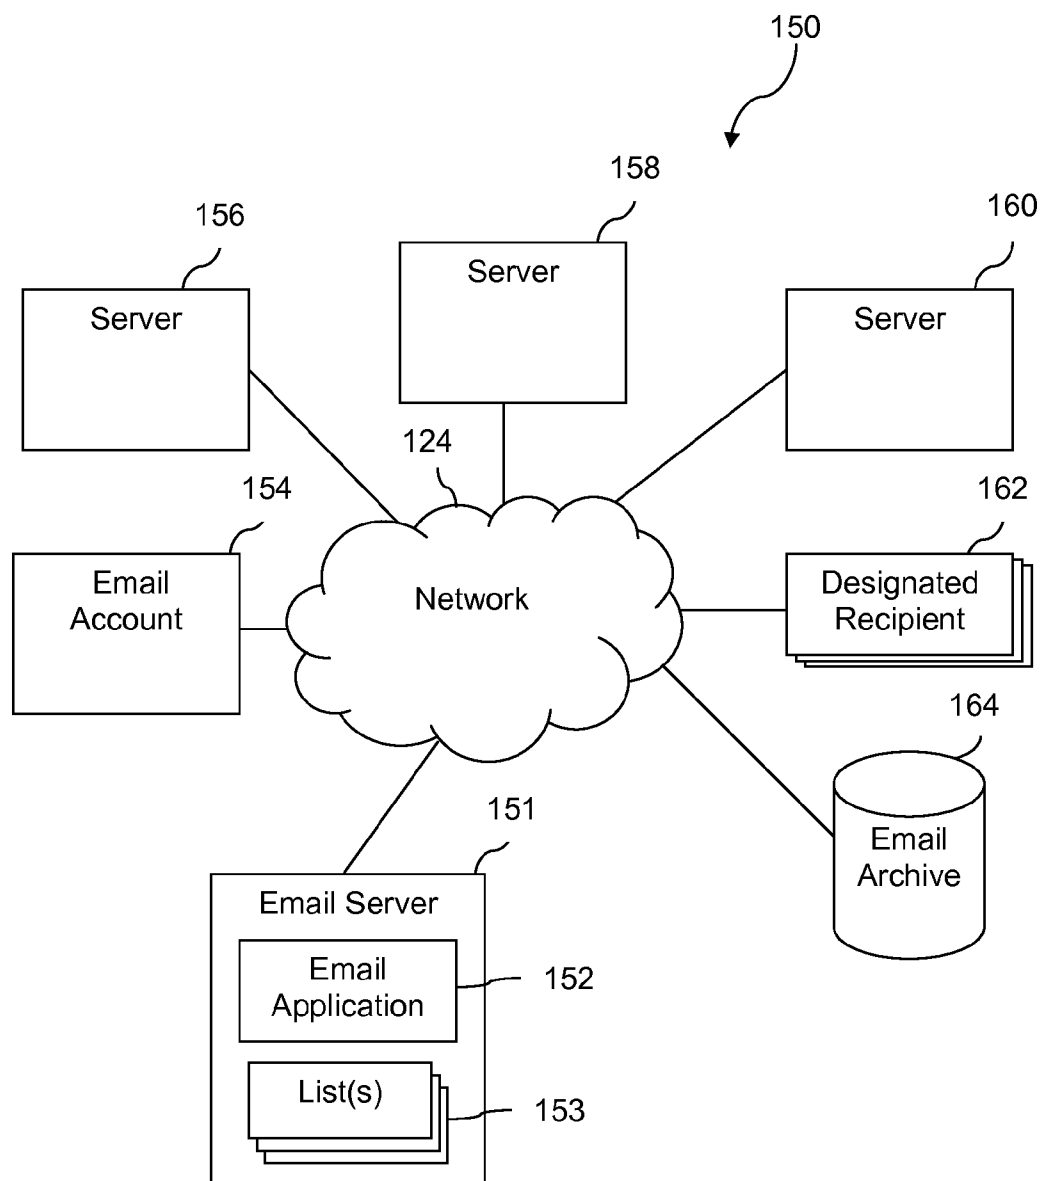 150
158
156
160
Server
Server
Server
124
154
162
Email
Account
Network
Designated
Recipient
164
151
Email
Archive
Email Server
Email
Application
152
List(s)
153